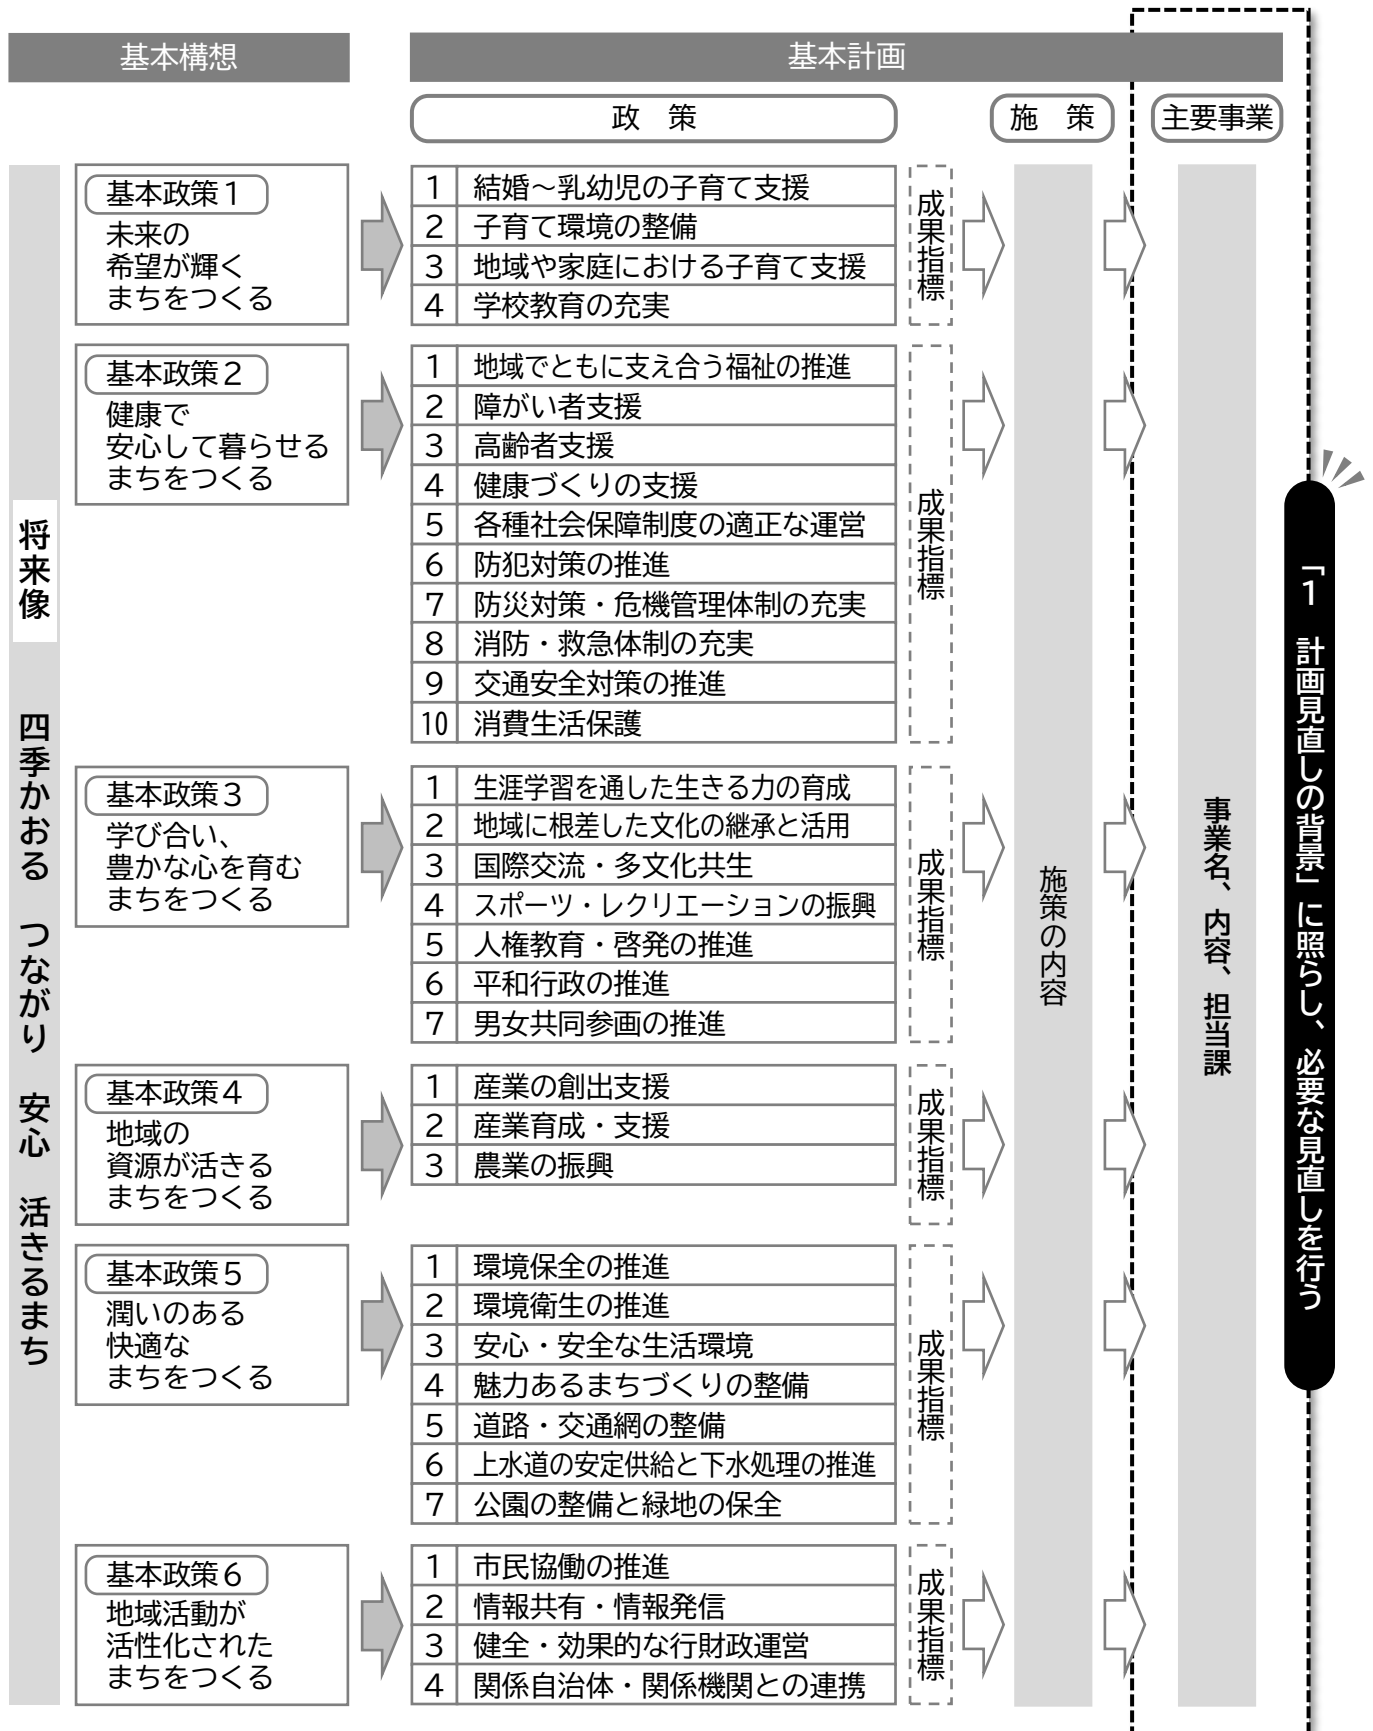 基本構想
基本計画
政　策
施　策
主要事業
将来像
四季かおる　つながり　安心　活きるまち
基本政策1
未来の
希望が輝く
まちをつくる
1 結婚～乳幼児の子育て支援
2 子育て環境の整備
3 地域や家庭における子育て支援
4 学校教育の充実
成果指標
基本政策2
健康で
安心して暮らせる
まちをつくる
1 地域でともに支え合う福祉の推進
2 障がい者支援
3 高齢者支援
4 健康づくりの支援
5 各種社会保障制度の適正な運営
6 防犯対策の推進
7 防災対策・危機管理体制の充実
8 消防・救急体制の充実
9 交通安全対策の推進
10 消費生活保護
成果指標
基本政策3
学び合い、
豊かな心を育む
まちをつくる
1 生涯学習を通した生きる力の育成
2 地域に根差した文化の継承と活用
3 国際交流・多文化共生
4 スポーツ・レクリエーションの振興
5 人権教育・啓発の推進
6 平和行政の推進
7 男女共同参画の推進
成果指標
基本政策4
地域の
資源が活きる
まちをつくる
1 産業の創出支援
2 産業育成・支援
3 農業の振興
成果指標
基本政策5
潤いのある
快適な
まちをつくる
1 環境保全の推進
2 環境衛生の推進
3 安心・安全な生活環境
4 魅力あるまちづくりの整備
5 道路・交通網の整備
6 上水道の安定供給と下水処理の推進
7 公園の整備と緑地の保全
成果指標
基本政策6
地域活動が
活性化された
まちをつくる
1 市民協働の推進
2 情報共有・情報発信
3 健全・効果的な行財政運営
4 関係自治体・関係機関との連携
成果指標
施策の内容
事業名、内容、担当課
「1　計画見直しの背景」に照らし、必要な見直しを行う